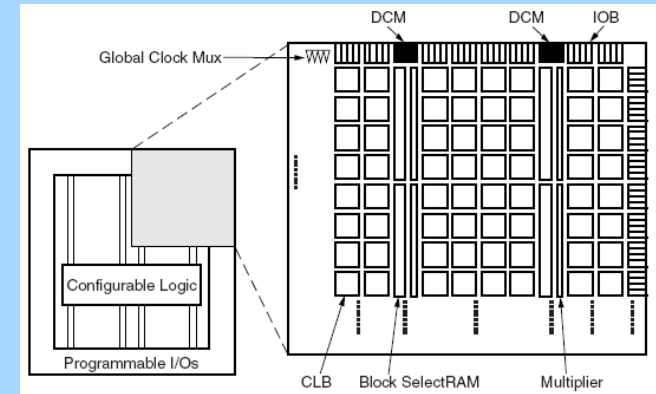 DCM
DCM
IOB
Global Clock Mux
Configurable Logic
Programmable I/Os
CLB
Block SelectRAM
Multiplier